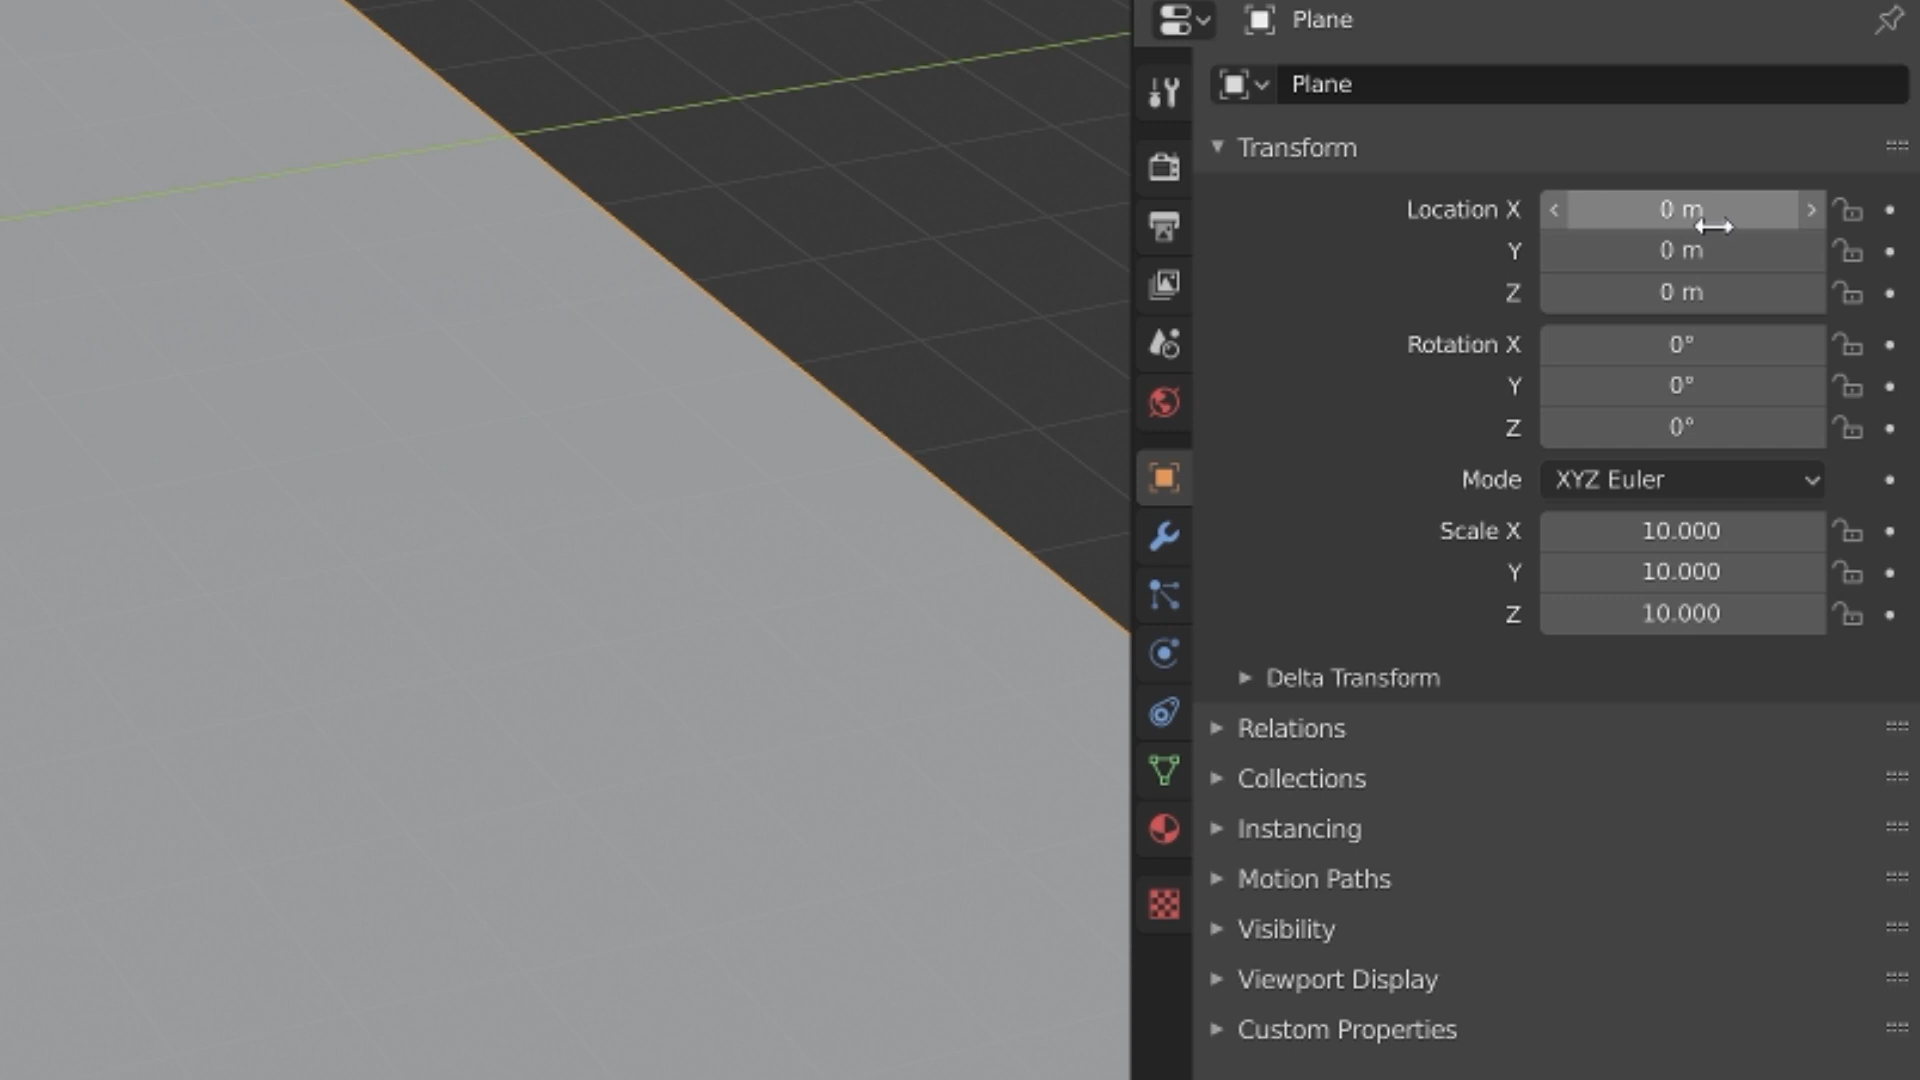 Plane
Plane
Transform
Location X 0 m
Y 0 m
Z 0 m
Rotation X 0°
Y 0°
Z 0°
Mode XYZ Euler
Scale X 10.000
Y 10.000
Z 10.000
Delta Transform
Relations
Collections
Instancing
Motion Paths
Visibility
Viewport Display
Custom Properties